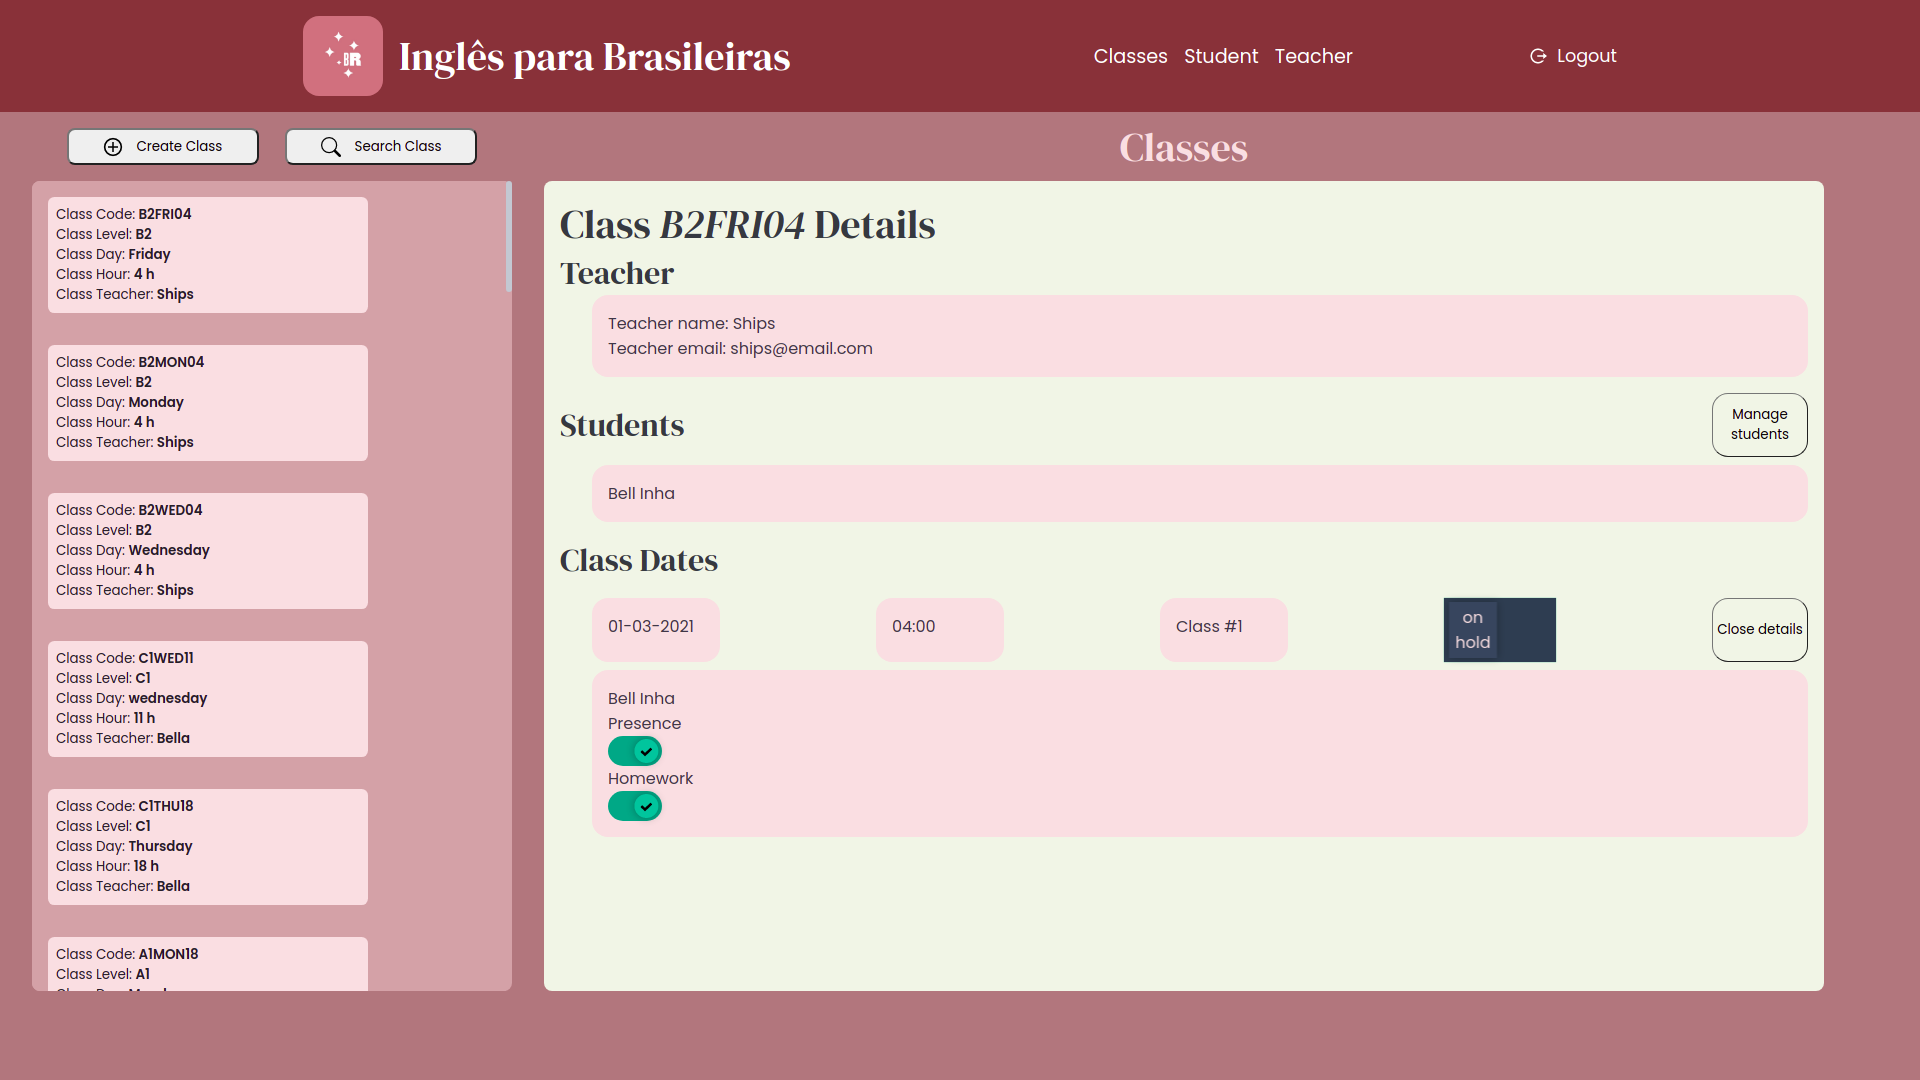 BR
Inglês para Brasileiras
Classes Student Teacher
Logout
Create Class
Search Class
Classes
Class Code: B2FRI04
Class Level: B2
Class Day: Friday
Class Hour: 4 h
Class Teacher: Ships
Class Code: B2MON04
Class Level: B2
Class Day: Monday
Class Hour: 4 h
Class Teacher: Ships
Class Code: B2WED04
Class Level: B2
Class Day: Wednesday
Class Hour: 4 h
Class Teacher: Ships
Class Code: C1WED11
Class Level: C1
Class Day: wednesday
Class Hour: 11 h
Class Teacher: Bella
Class Code: C1THU18
Class Level: C1
Class Day: Thursday
Class Hour: 18 h
Class Teacher: Bella
Class Code: A1MON18
Class Level: A1
Class B2FRI04 Details
Teacher
Teacher name: Ships
Teacher email: ships@email.com
Students
Manage
students
Bell Inha
Class Dates
01-03-2021
04:00
Class #1
on
hold
Close details
Bell Inha
Presence
Homework